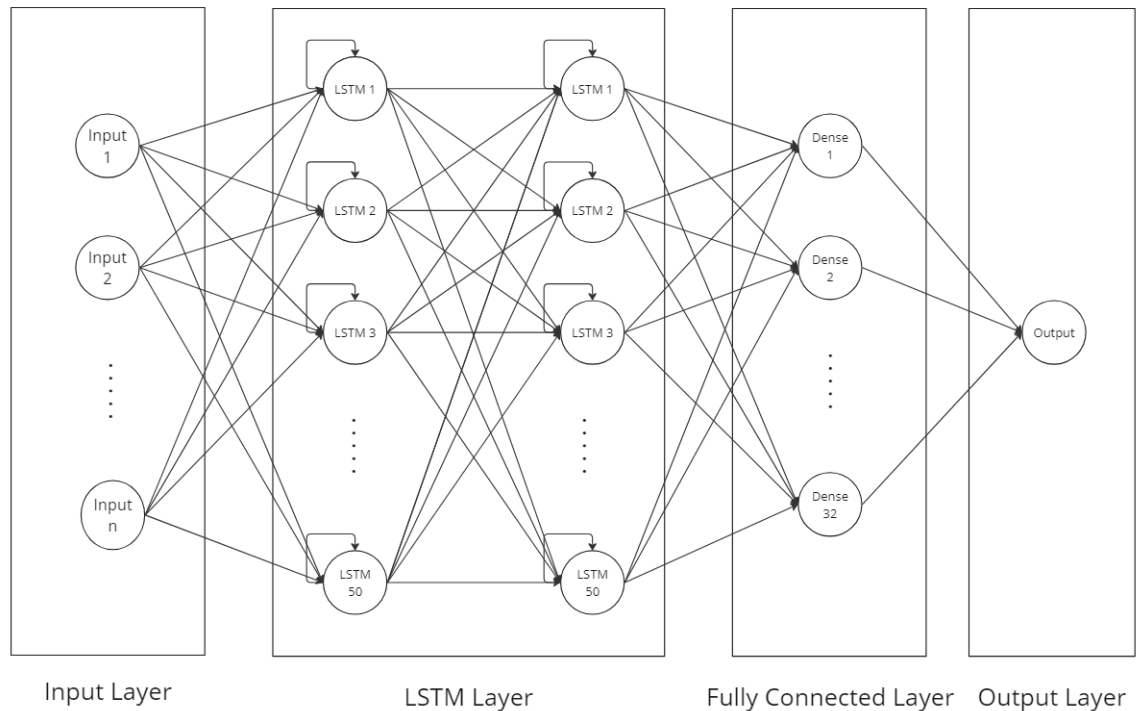 Input
1
Input
2
Input
n
LSTM 1
LSTM 2
LSTM 3
LSTM
50
LSTM 1
LSTM 2
LSTM 3
LSTM
50
Dense
1
Dense
2
Dense
32
Output
Input Layer
LSTM Layer
Fully Connected Layer
Output Layer